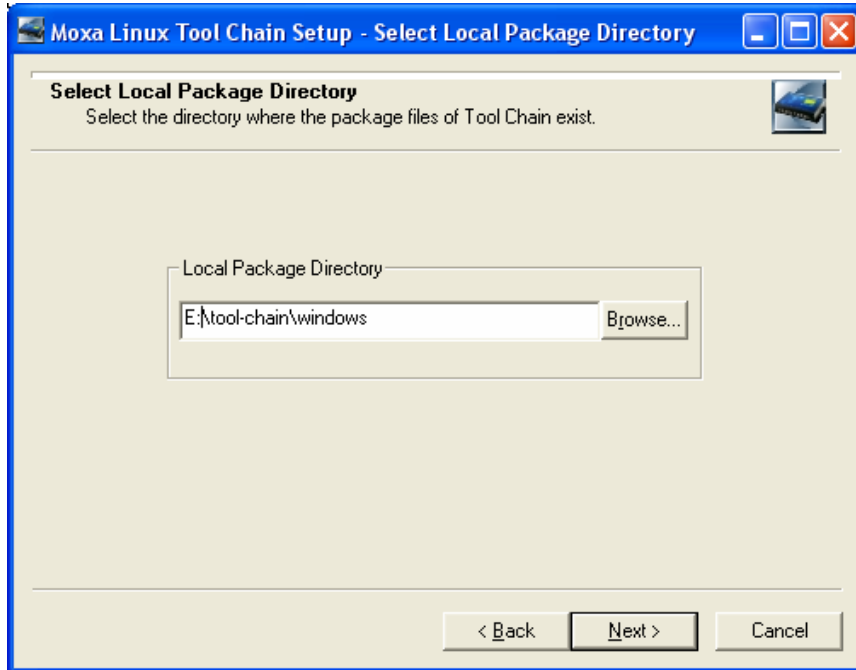 Moxa Linux Tool Chain Setup - Select Local Package Directory
Select Local Package Directory
Select the directory where the package files of Tool Chain exist.
Local Package Directory
E:\tool-chain\windows
Browse...
< Back
Next >
Cancel